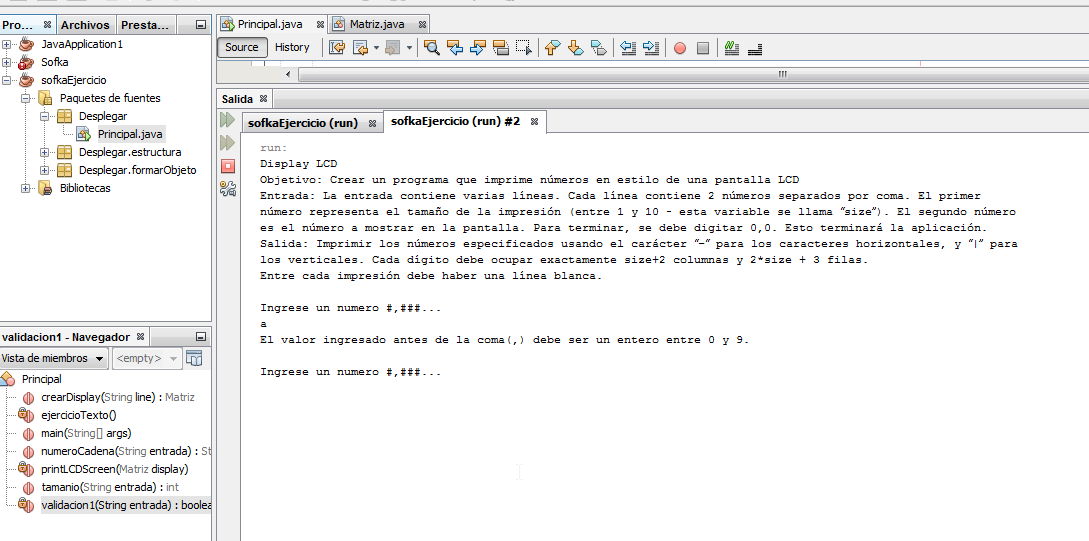 Pro... Archivos Presta...
JavaApplication1
Sofka
sofkaEjercicio
Paquetes de fuentes
Desplegar
Principal.java
Desplegar.estructura
Desplegar.formarObjeto
Bibliotecas
validacion1 - Navegador
Vista de miembros <empty>
Principal
crearDisplay(String line) : Matriz
ejercicioTexto()
main(String[] args)
numeroCadena(String entrada) : St
printLCDScreen(Matriz display)
tamanio(String entrada) : int
validacion1(String entrada) : boolea
Principal.java Matriz.java
Source History
Salida
sofkaEjercicio (run) sofkaEjercicio (run) #2
run:
Display LCD
Objetivo: Crear un programa que imprime números en estilo de una pantalla LCD
Entrada: La entrada contiene varias líneas. Cada línea contiene 2 números separados por coma. El primer
número representa el tamaño de la impresión (entre 1 y 10 - esta variable se llama “size”). El segundo número
es el número a mostrar en la pantalla. Para terminar, se debe digitar 0,0. Esto terminará la aplicación.
Salida: Imprimir los números especificados usando el carácter “-” para los caracteres horizontales, y “|” para
los verticales. Cada dígito debe ocupar exactamente size+2 columnas y 2*size + 3 filas.
Entre cada impresión debe haber una línea blanca.
Ingrese un numero #,###...
a
El valor ingresado antes de la coma(,) debe ser un entero entre 0 y 9.
Ingrese un numero #,###...